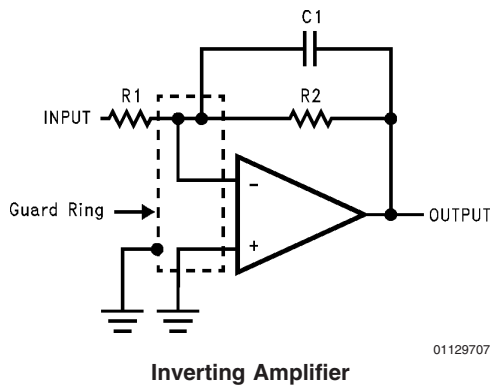 C1
R1
R2
INPUT
Guard Ring
-
+
OUTPUT
01129707
Inverting Amplifier